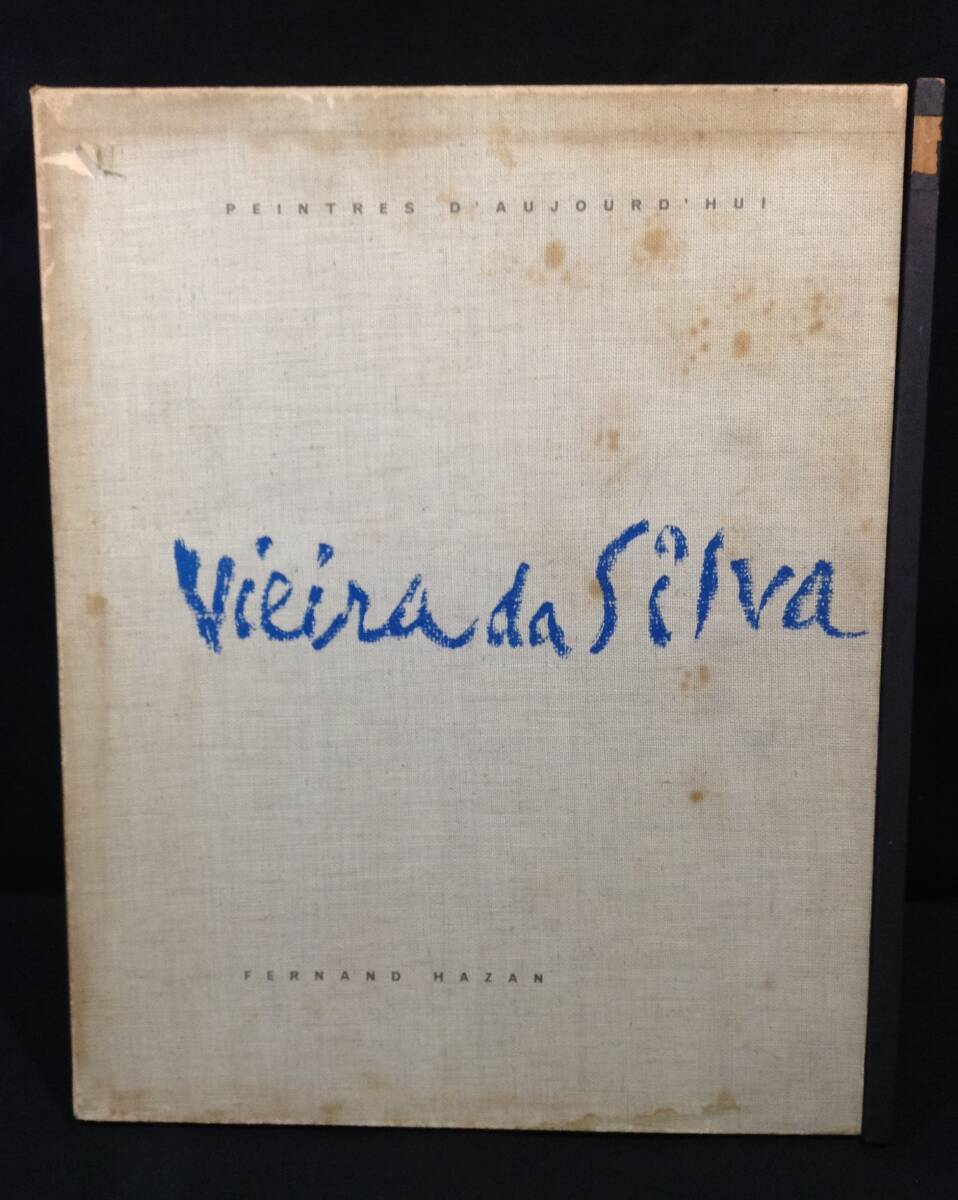 PEINTRES D'AUJOURD'HUI
Vieira da Silva
FERNAND HAZAN